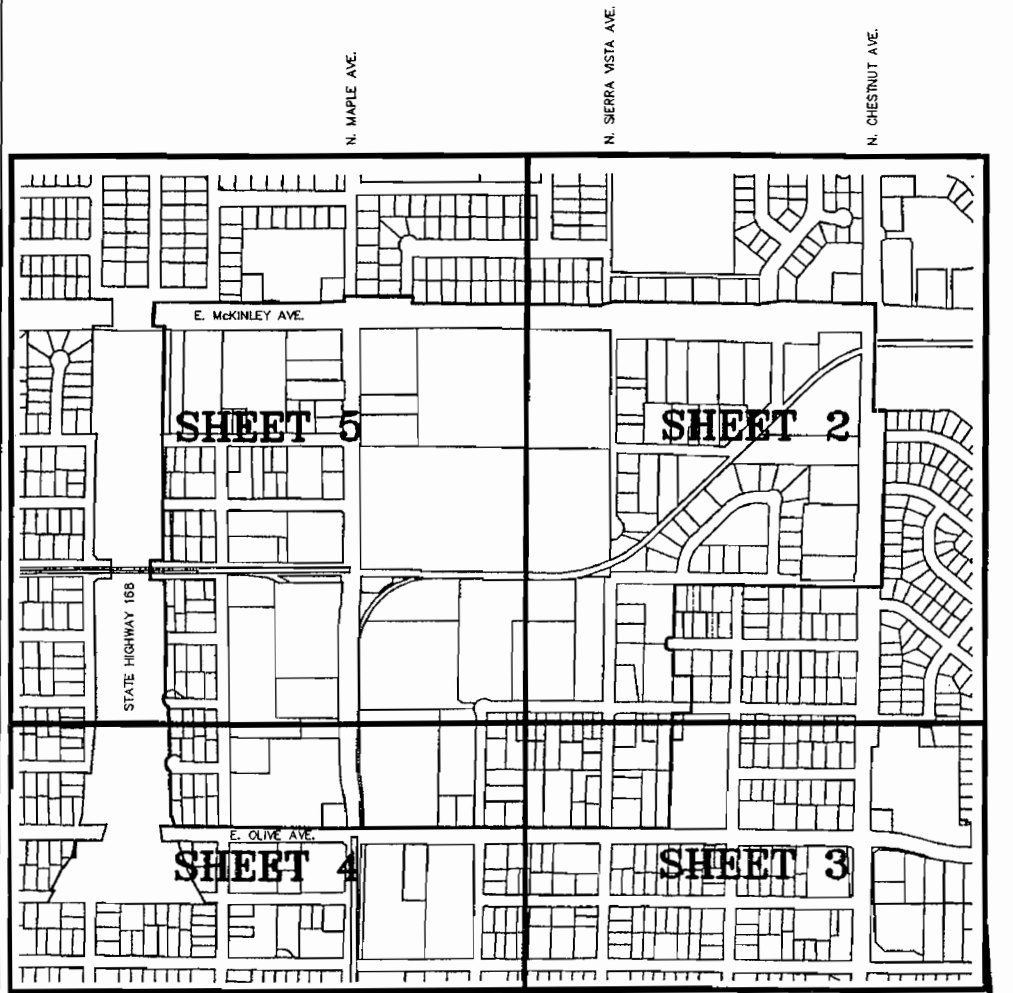 N. MAPLE AVE.
N. SIERRA VISTA AVE.
N. CHESTNUT AVE.
E. McKINLEY AVE.
SHEET 5
SHEET 2
STATE HIGHWAY 168
E. OLIVE AVE.
SHEET 4
SHEET 3